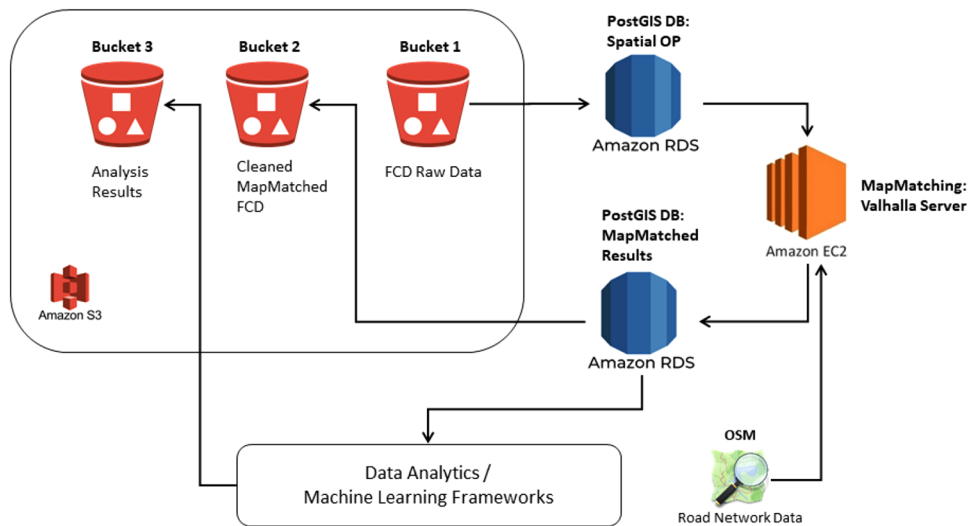 Bucket 3
Bucket 2
Bucket 1
Analysis
Results
Cleaned
MapMatched
FCD
FCD Raw Data
Amazon S3
PostGIS DB:
Spatial OP
Amazon RDS
MapMatching:
Valhalla Server
Amazon EC2
PostGIS DB:
MapMatched
Results
Amazon RDS
Data Analytics /
Machine Learning Frameworks
OSM
Road Network Data